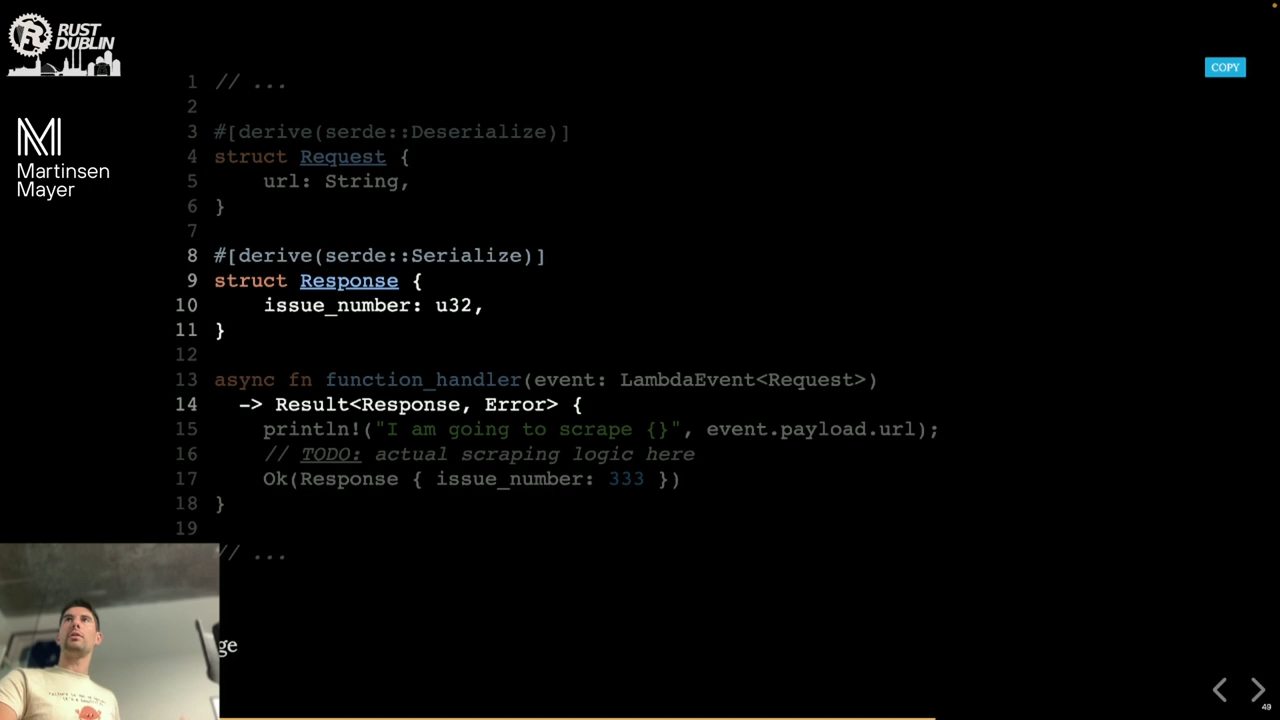 RUST
DUBLIN
Martinsen
Mayer
COPY
1 // ...
2
3 #[derive(serde::Deserialize)]
4 struct Request {
5 url: String,
6 }
7
8 #[derive(serde::Serialize)]
9 struct Response {
10 issue_number: u32,
11 }
12
13 async fn function_handler(event: LambdaEvent<Request>)
14 -> Result<Response, Error> {
15 println!("I am going to scrape {}", event.payload.url);
16 // TODO: actual scraping logic here
17 Ok(Response { issue_number: 333 })
18 }
19
// ...
ge
49